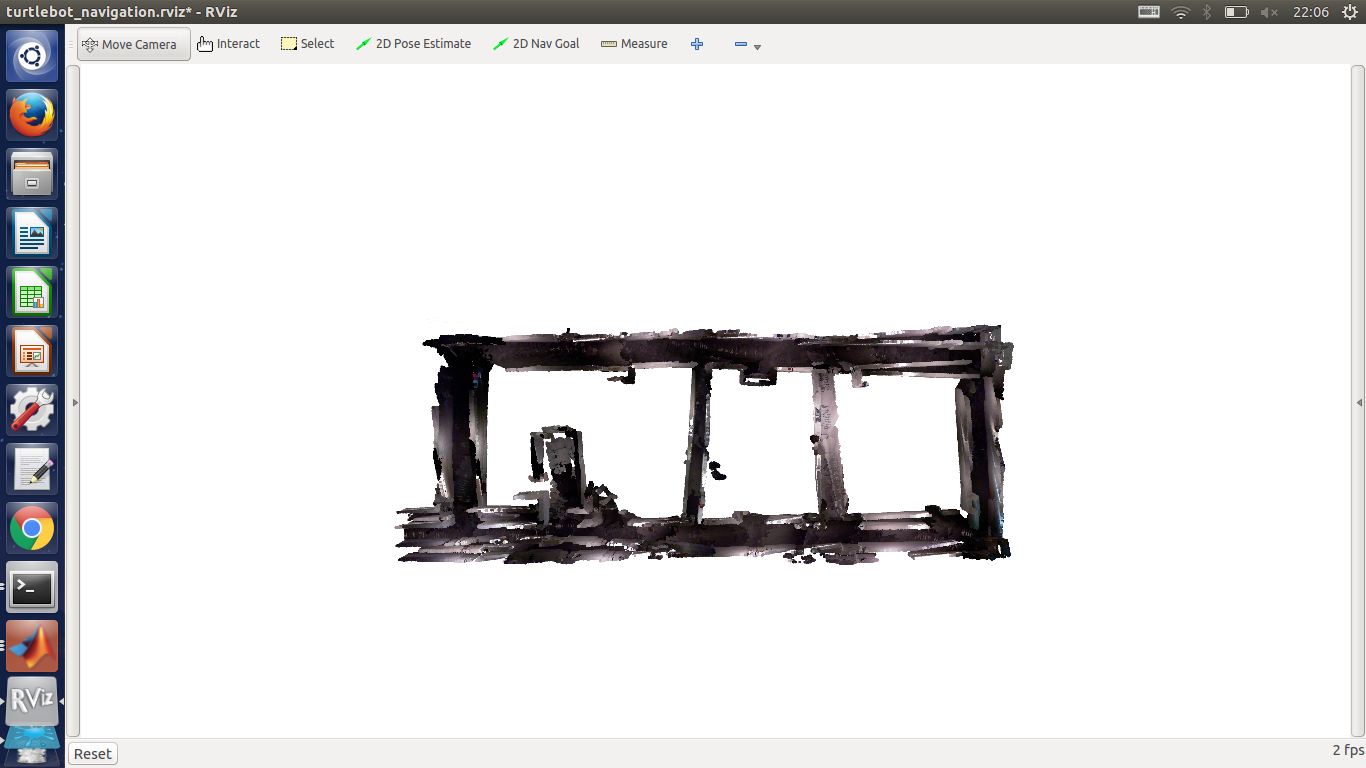 turtlebot_navigation.rviz* - RViz
22:06
Move Camera Interact Select 2D Pose Estimate 2D Nav Goal Measure
>_
RViz
Reset
2 fps